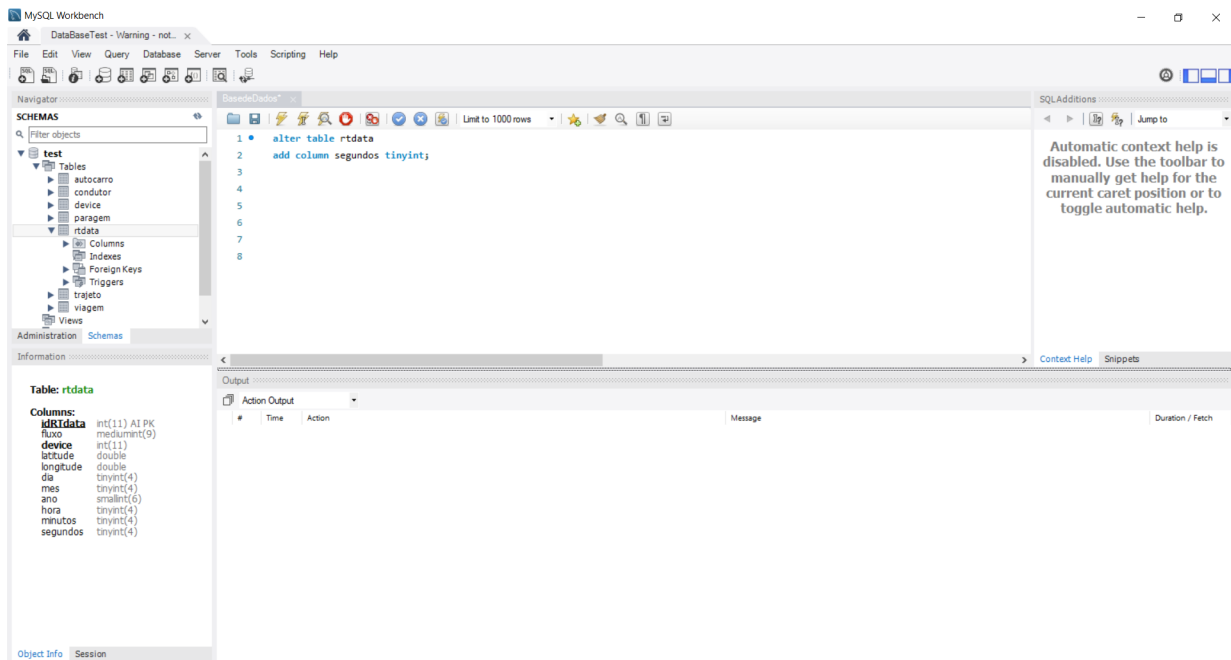 MySQL Workbench
DataBaseTest - Warning - not...
File Edit View Query Database Server Tools Scripting Help
Navigator
SCHEMAS
Filter objects
test
Tables
autocarro
condutor
device
paragem
rtdata
Columns
Indexes
Foreign Keys
Triggers
trajeto
viagem
Views
Administration Schemas
Information
Table: rtdata
Columns:
idRTdata int(11) AI PK
fluxo mediumint(9)
device int(11)
latitude double
longitude double
dia tinyint(4)
mes tinyint(4)
ano smallint(6)
hora tinyint(4)
minutos tinyint(4)
segundos tinyint(4)
Object Info Session
BasedeDados*
Limit to 1000 rows
1 alter table rtdata
2 add column segundos tinyint;
3
4
5
6
7
8
Output
Action Output
# Time Action Message Duration / Fetch
SQLAdditions
Jump to
Automatic context help is
disabled. Use the toolbar to
manually get help for the
current caret position or to
toggle automatic help.
Context Help Snippets